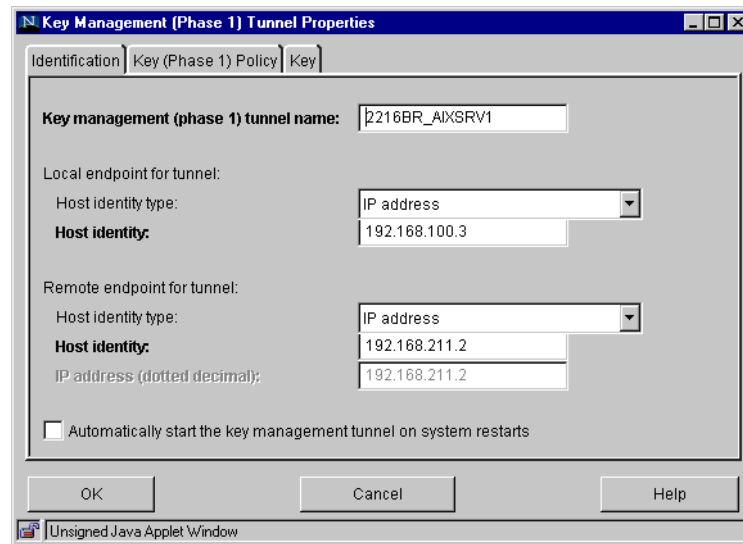 Key Management (Phase 1) Tunnel Properties
Identification Key (Phase 1) Policy Key
Key management (phase 1) tunnel name: 2216BR_AIXSRV1
Local endpoint for tunnel:
Host identity type: IP address
Host identity: 192.168.100.3
Remote endpoint for tunnel:
Host identity type: IP address
Host identity: 192.168.211.2
IP address (dotted decimal): 192.168.211.2
Automatically start the key management tunnel on system restarts
OK Cancel Help
Unsigned Java Applet Window